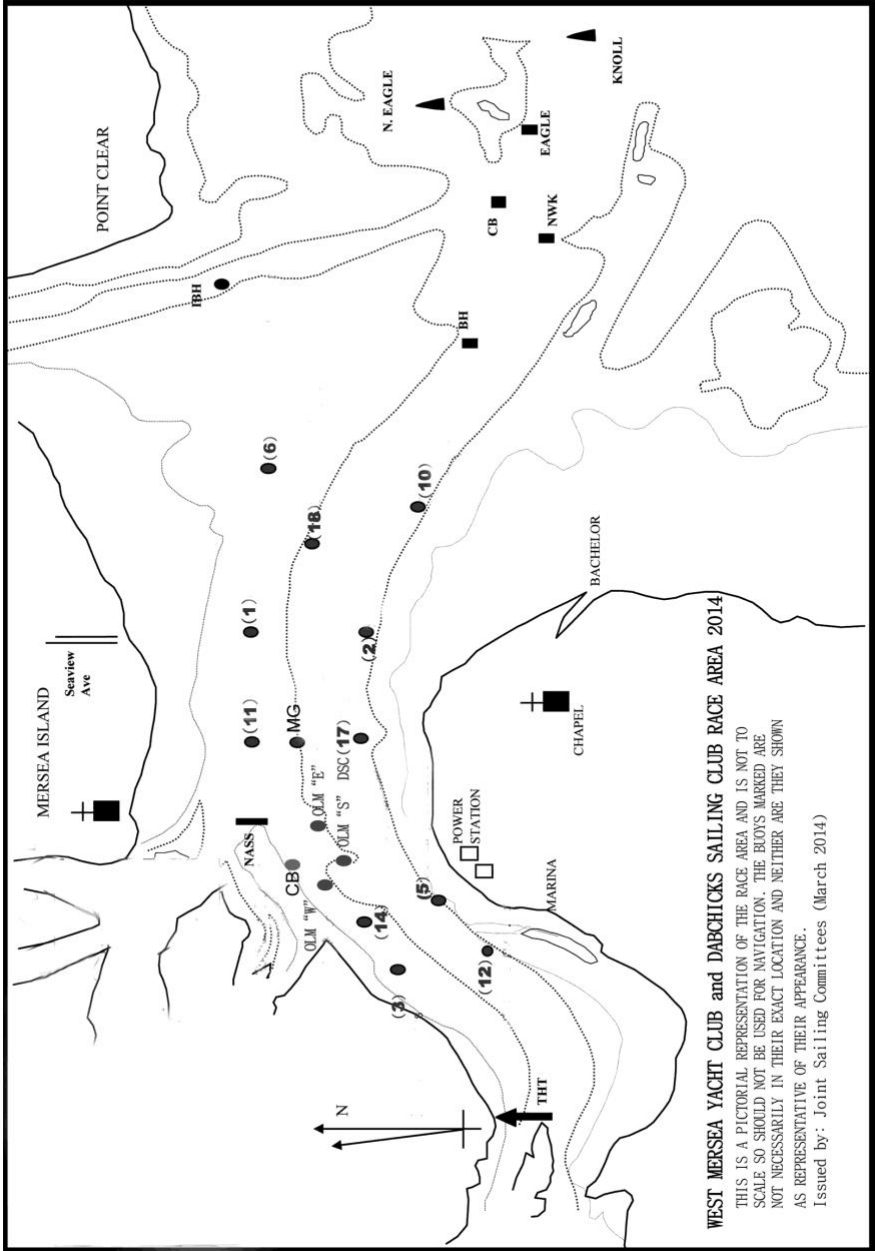 MERSEA ISLAND
Seaview
Ave
POINT CLEAR
N. EAGLE
KNOLL
EAGLE
CB
NWK
BH
(6)
(18)
(10)
(1)
(2)
(11)
MG
DSC(17)
OLM "E"
OLM "S"
NASS
CB
OLM "W"
(14)
(5)
(3)
(12)
N
THT
POWER
STATION
MARINA
CHAPEL
BACHELOR
WEST MERSEA YACHT CLUB and DABCHICKS SAILING CLUB RACE AREA 2014
THIS IS A PICTORIAL REPRESENTATION OF THE RACE AREA AND IS NOT TO
SCALE SO SHOULD NOT BE USED FOR NAVIGATION. THE BUOYS MARKED ARE
NOT NECESSARILY IN THEIR EXACT LOCATION AND NEITHER ARE THEY SHOWN
AS REPRESENTATIVE OF THEIR APPEARANCE.
Issued by: Joint Sailing Committees (March 2014)